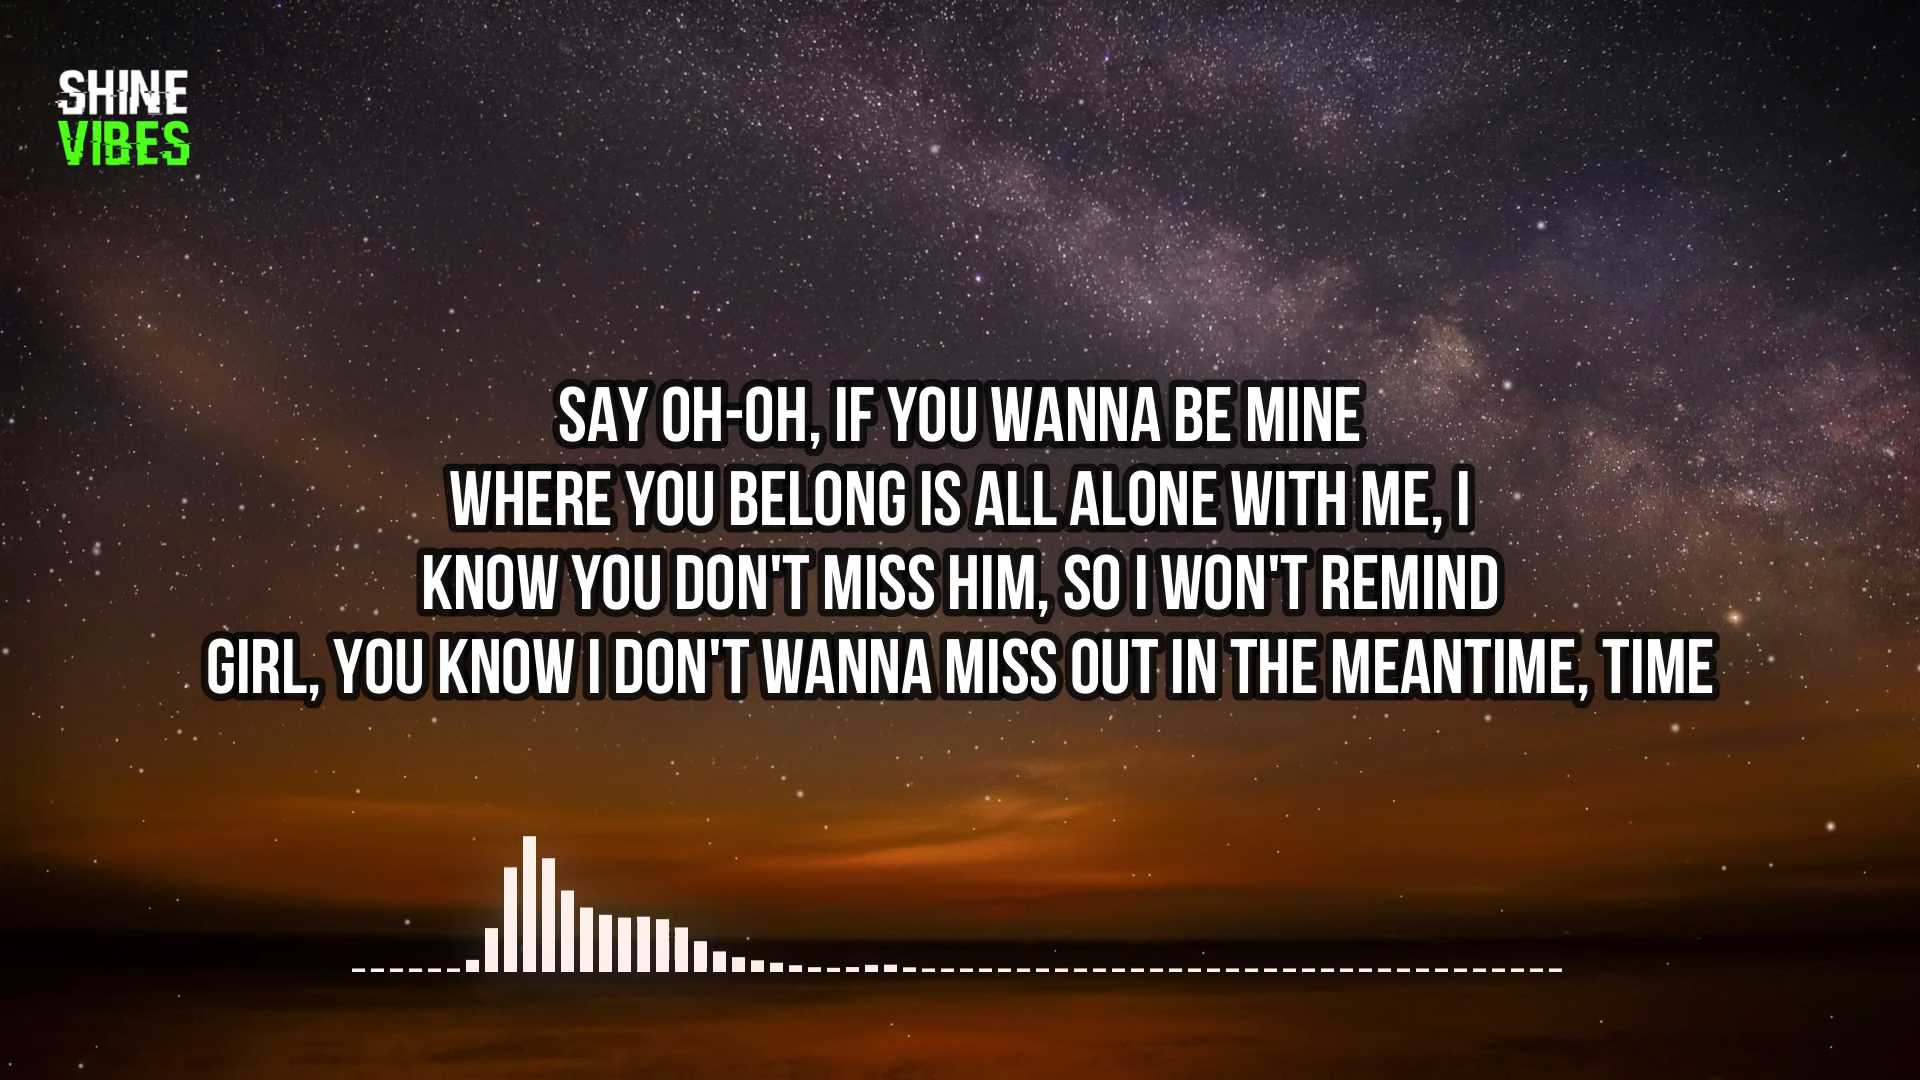 SHINE
VIBES
SAY OH-OH, IF YOU WANNA BE MINE
WHERE YOU BELONG IS ALL ALONE WITH ME, I
KNOW YOU DON'T MISS HIM, SO I WON'T REMIND
GIRL, YOU KNOW I DON'T WANNA MISS OUT IN THE MEANTIME, TIME